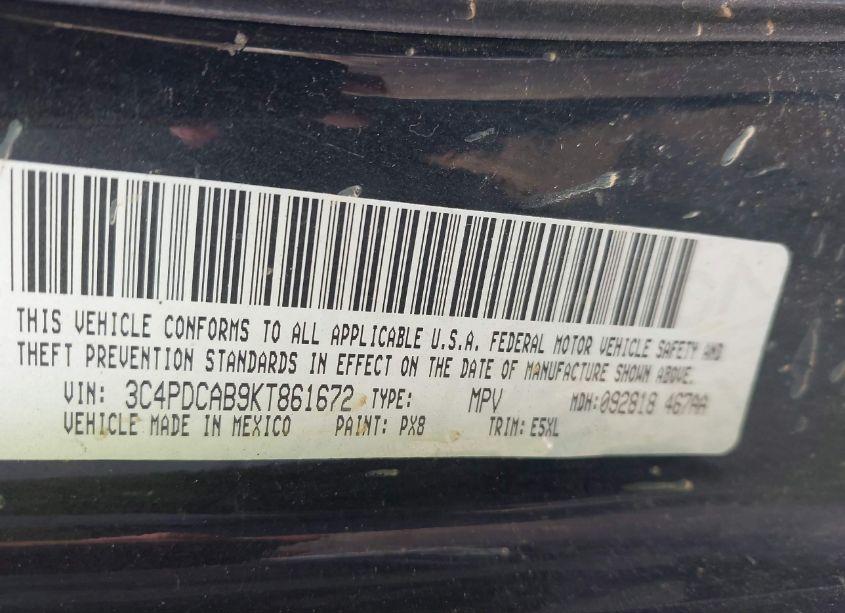 THIS VEHICLE CONFORMS TO ALL APPLICABLE U.S.A. FEDERAL MOTOR VEHICLE SAFETY AND
THEFT PREVENTION STANDARDS IN EFFECT ON THE DATE OF MANUFACTURE SHOWN ABOVE.
VIN: 3C4PDCAB9KT861672 TYPE: MPV MDH:092818 467AA
VEHICLE MADE IN MEXICO PAINT: PX8 TRIM: E5XL